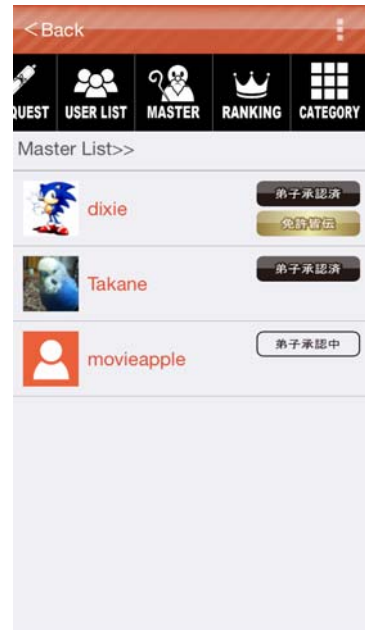 <Back
QUEST USER LIST MASTER RANKING CATEGORY
Master List>>
dixie
弟子承認済
免許皆伝
Takane
弟子承認済
movieapple
弟子承認中